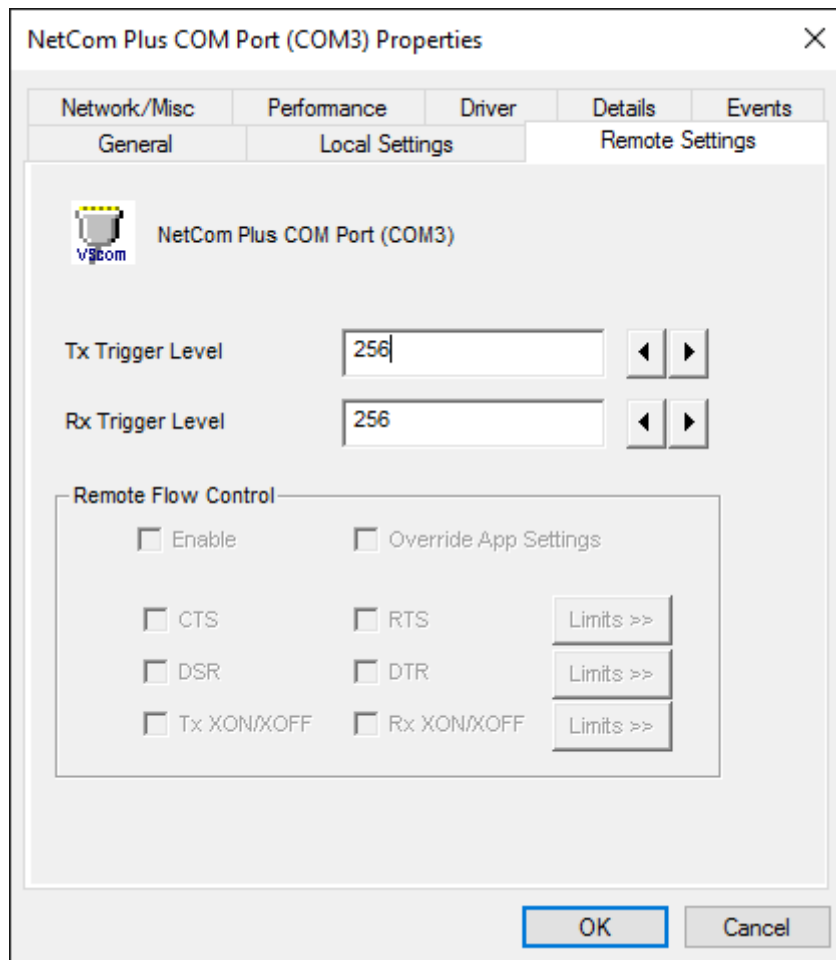 NetCom Plus COM Port (COM3) Properties
Network/Misc Performance Driver Details Events
General Local Settings Remote Settings
VScom NetCom Plus COM Port (COM3)
Tx Trigger Level 256
Rx Trigger Level 256
Remote Flow Control
Enable Override App Settings
CTS RTS Limits >>
DSR DTR Limits >>
Tx XON/XOFF Rx XON/XOFF Limits >>
OK Cancel